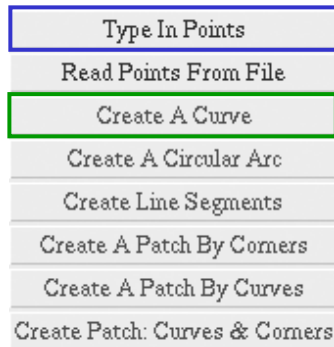 Type In Points
Read Points From File
Create A Curve
Create A Circular Arc
Create Line Segments
Create A Patch By Corners
Create A Patch By Curves
Create Patch: Curves & Corners